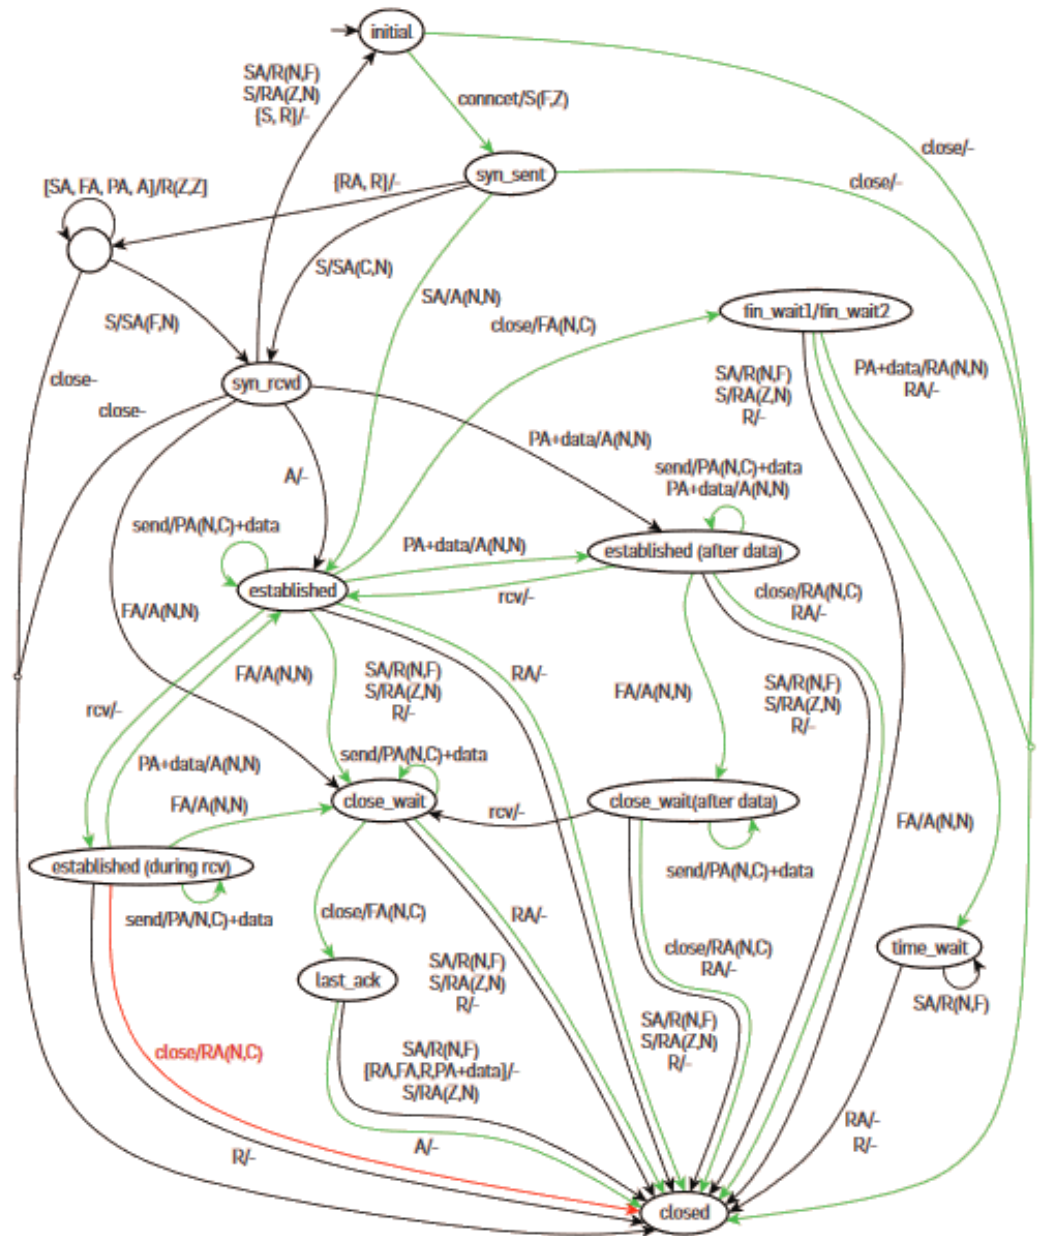 initial
SA/R(N,F)
S/RA(Z,N)
{S, R}/-
conncet/S(F,Z)
close/-
syn_sent
close/-
[SA, FA, PA, A]/R(Z,Z]
{RA, R}/-
S/SA(C,N)
SA/A(N,N)
S/SA(F,N)
fin_wait1/fin_wait2
close/FA(N,C)
close-
syn_rcvd
close-
SA/R(N,F)
S/RA(Z,N)
R/-
PA+data/RA(N,N)
RA/-
PA+data/A(N,N)
A/-
send/PA(N,C)+data
PA+data/A(N,N)
send/PA(N,C)+data
PA+data/A(N,N)
established (after data)
established
rcv/-
close/RA(N,C)
RA/-
FA/A(N,N)
FA/A(N,N)
SA/R(N,F)
S/RA(Z,N)
R/-
RA/-
FA/A(N,N)
SA/R(N,F)
S/RA(Z,N)
R/-
rcv/-
PA+data/A(N,N)
send/PA(N,C)+data
FA/A(N,N)
close_wait
rcv/-
close_wait(after data)
FA/A(N,N)
established (during rcv)
send/PA(N,C)+data
send/PA/N,C)+data
close/FA(N,C)
RA/-
time_wait
close/RA(N,C)
RA/-
last_ack
SA/R(N,F)
S/RA(Z,N)
R/-
SA/R(N,F)
close/RA(N,C)
SA/R(N,F)
[RA,FA,R,PA+data]/-
S/RA(Z,N)
SA/R(N,F)
S/RA(Z,N)
R/-
RA/-
R/-
R/-
A/-
closed